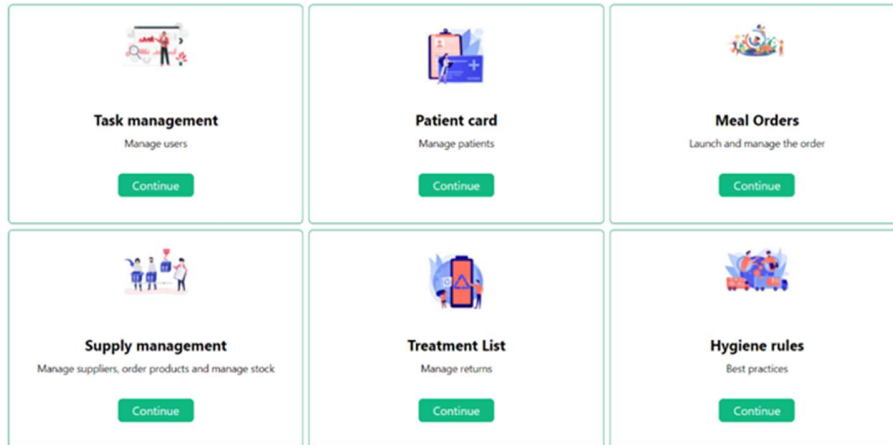 Task management
Manage users
Continue
Patient card
Manage patients
Continue
Meal Orders
Launch and manage the order
Continue
Supply management
Manage suppliers, order products and manage stock
Continue
Treatment List
Manage returns
Continue
Hygiene rules
Best practices
Continue